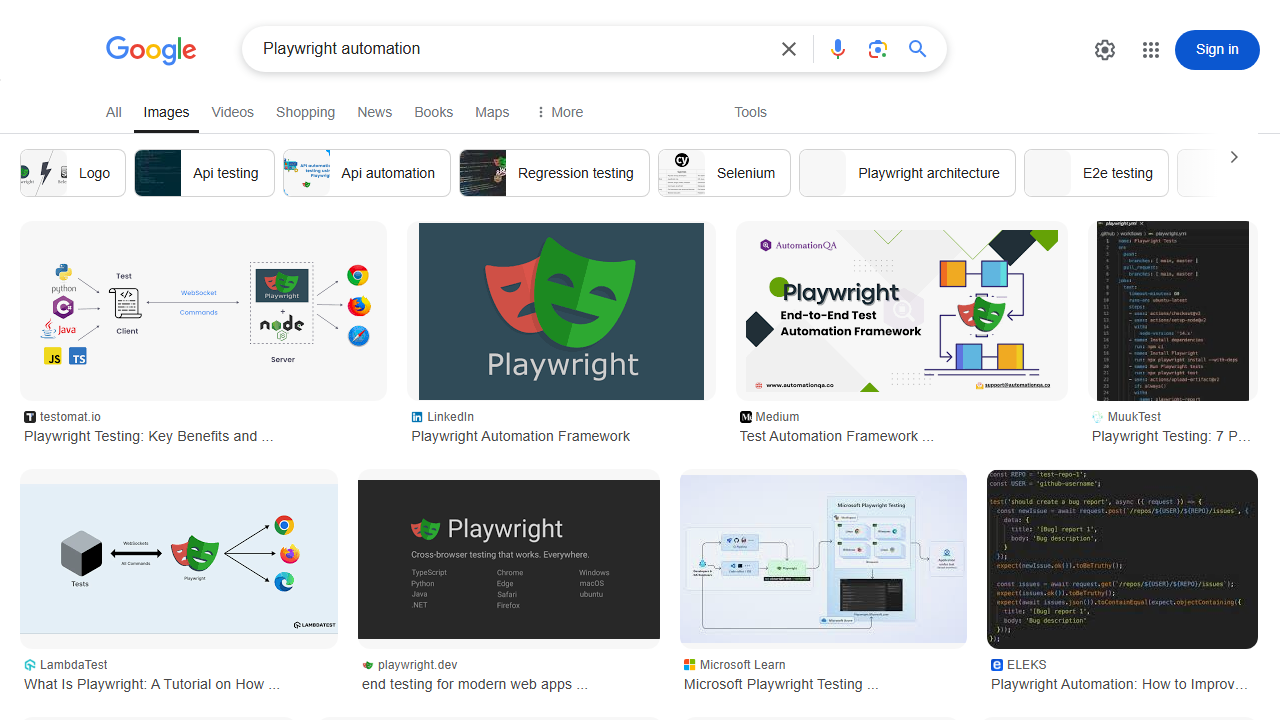 Google
Playwright automation
Sign in
All
Images
Videos
Shopping
News
Books
Maps
More
Tools
Logo
Api testing
Api automation
Regression testing
Selenium
Playwright architecture
E2e testing
Test
Client
WebSocket
Commands
Playwright
node
Server
python
Java
JS
TS
Playwright
AutomationQA
Playwright
End-to-End Test
Automation Framework
www.automationqa.co
support@automationqa.co
testomat.io
Playwright Testing: Key Benefits and ...
LinkedIn
Playwright Automation Framework
Medium
Test Automation Framework ...
MuukTest
Playwright Testing: 7 P...
Tests
WebSockets
All Commands
Playwright
LAMBDATEST
Playwright
Cross-browser testing that works. Everywhere.
TypeScript
Python
Java
.NET
Chrome
Edge
Safari
Firefox
Windows
macOS
ubuntu
Microsoft Playwright Testing
const REPO = 'test-repo-1';
const USER = 'github-username';
test('should create a bug report', async ({ request }) => {
const newIssue = await request.post(`/repos/${USER}/${REPO}/issues`, {
data: {
title: '[Bug] report 1',
body: 'Bug description',
}
});
expect(newIssue.ok()).toBeTruthy();
const issues = await request.get(`/repos/${USER}/${REPO}/issues`);
expect(issues.ok()).toBeTruthy();
expect(await issues.json()).toContainEqual(expect.objectContaining({
title: '[Bug] report 1',
body: 'Bug description'
}));
});
LambdaTest
What Is Playwright: A Tutorial on How ...
playwright.dev
end testing for modern web apps ...
Microsoft Learn
Microsoft Playwright Testing ...
ELEKS
Playwright Automation: How to Improv...